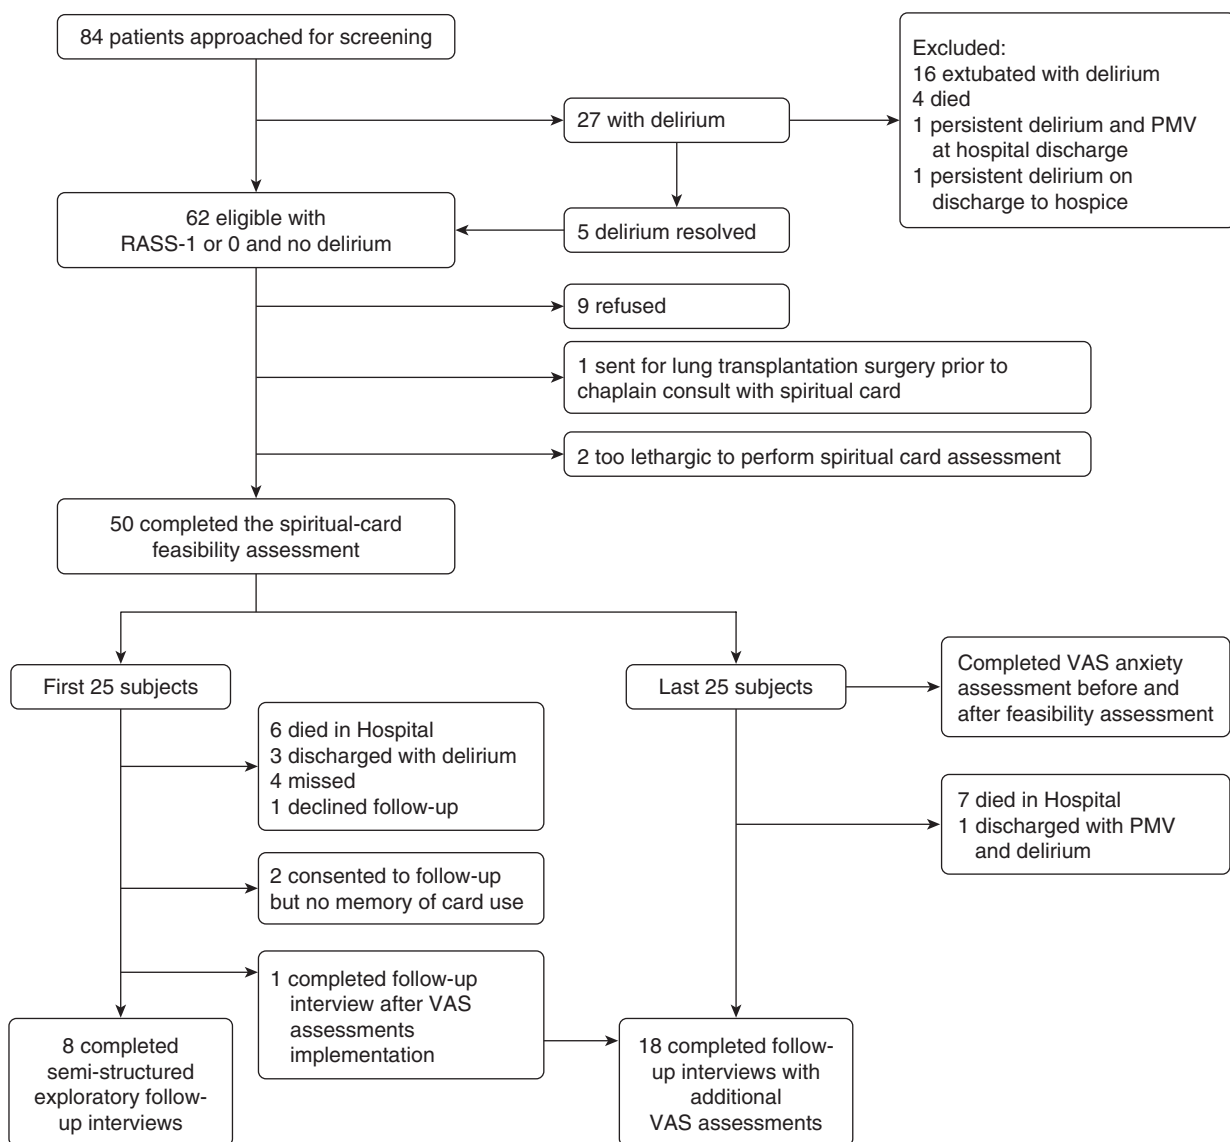 84 patients approached for screening
Excluded:
16 extubated with delirium
4 died
1 persistent delirium and PMV
at hospital discharge
1 persistent delirium on
discharge to hospice
27 with delirium
62 eligible with
RASS-1 or 0 and no delirium
5 delirium resolved
9 refused
1 sent for lung transplantation surgery prior to
chaplain consult with spiritual card
2 too lethargic to perform spiritual card assessment
50 completed the spiritual-card
feasibility assessment
First 25 subjects
Last 25 subjects
Completed VAS anxiety
assessment before and
after feasibility assessment
6 died in Hospital
3 discharged with delirium
4 missed
1 declined follow-up
7 died in Hospital
1 discharged with PMV
and delirium
2 consented to follow-up
but no memory of card use
1 completed follow-up
interview after VAS
assessments
implementation
8 completed
semi-structured
exploratory follow-
up interviews
18 completed follow-
up interviews with
additional
VAS assessments